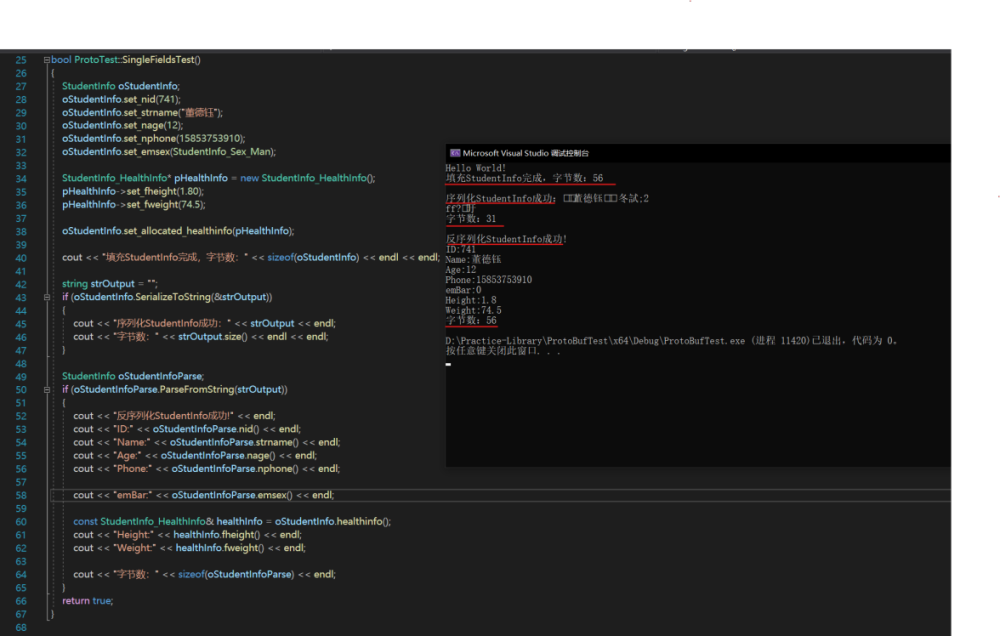 25 bool ProtoTest::SingleFieldsTest()
26 {
27 StudentInfo oStudentInfo;
28 oStudentInfo.set_nid(741);
29 oStudentInfo.set_strname("董德钰");
30 oStudentInfo.set_nage(12);
31 oStudentInfo.set_nphone(15853753910);
32 oStudentInfo.set_emsex(StudentInfo_Sex_Man);
33
34 StudentInfo_HealthInfo* pHealthInfo = new StudentInfo_HealthInfo();
35 pHealthInfo->set_fheight(1.80);
36 pHealthInfo->set_fweight(74.5);
37
38 oStudentInfo.set_allocated_healthinfo(pHealthInfo);
39
40 cout << "填充StudentInfo完成，字节数：" << sizeof(oStudentInfo) << endl << endl;
41
42 string strOutput = "";
43 if (oStudentInfo.SerializeToString(&strOutput))
44 {
45 cout << "序列化StudentInfo成功：" << strOutput << endl;
46 cout << "字节数：" << strOutput.size() << endl << endl;
47 }
48
49 StudentInfo oStudentInfoParse;
50 if (oStudentInfoParse.ParseFromString(strOutput))
51 {
52 cout << "反序列化StudentInfo成功!" << endl;
53 cout << "ID:" << oStudentInfoParse.nid() << endl;
54 cout << "Name:" << oStudentInfoParse.strname() << endl;
55 cout << "Age:" << oStudentInfoParse.nage() << endl;
56 cout << "Phone:" << oStudentInfoParse.nphone() << endl;
57
58 cout << "emBar:" << oStudentInfoParse.emsex() << endl;
59
60 const StudentInfo_HealthInfo& healthInfo = oStudentInfo.healthinfo();
61 cout << "Height:" << healthInfo.fheight() << endl;
62 cout << "Weight:" << healthInfo.fweight() << endl;
63
64 cout << "字节数：" << sizeof(oStudentInfoParse) << endl;
65 }
66 return true;
67 }
68
Microsoft Visual Studio 调试控制台
Hello World!
填充StudentInfo完成，字节数：56
序列化StudentInfo成功：董德钰
字节数：31
反序列化StudentInfo成功!
ID:741
Name:董德钰
Age:12
Phone:15853753910
emBar:0
Height:1.8
Weight:74.5
字节数：56
D:\Practice-Library\ProtoBufTest\x64\Debug\ProtoBufTest.exe (进程 11420)已退出，代码为 0。
按任意键关闭此窗口. . .